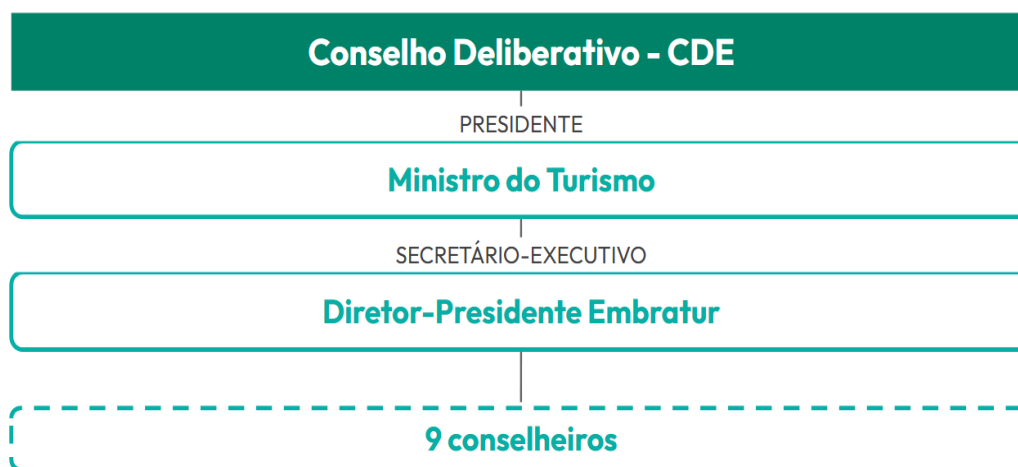 Conselho Deliberativo - CDE
PRESIDENTE
Ministro do Turismo
SECRETÁRIO-EXECUTIVO
Diretor-Presidente Embratur
9 conselheiros